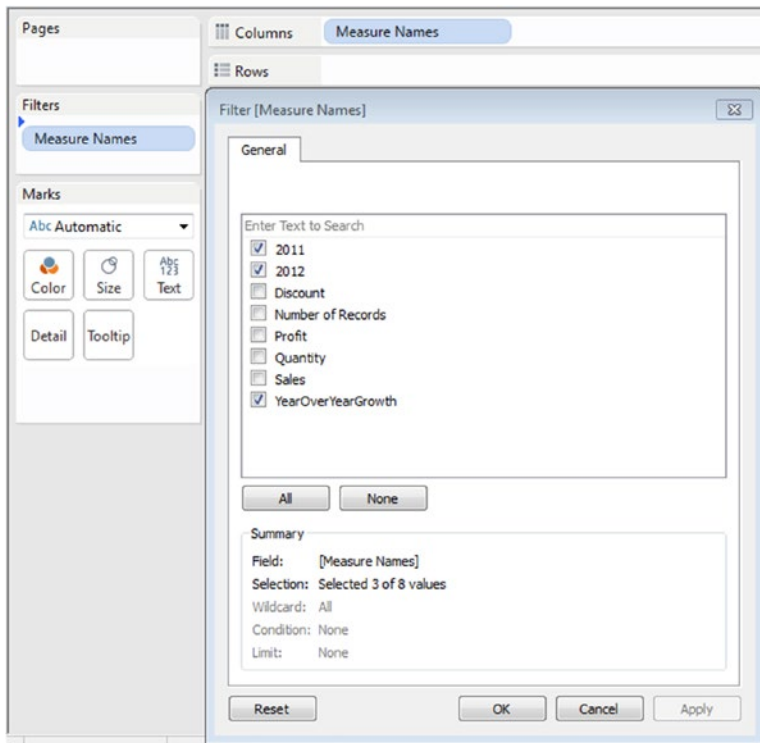 Pages
Columns Measure Names
Rows
Filters
Measure Names
Marks
Abc Automatic
Color Size Abc 123 Text
Detail Tooltip
Filter [Measure Names]
General
Enter Text to Search
2011
2012
Discount
Number of Records
Profit
Quantity
Sales
YearOverYearGrowth
All None
Summary
Field: [Measure Names]
Selection: Selected 3 of 8 values
Wildcard: All
Condition: None
Limit: None
Reset OK Cancel Apply